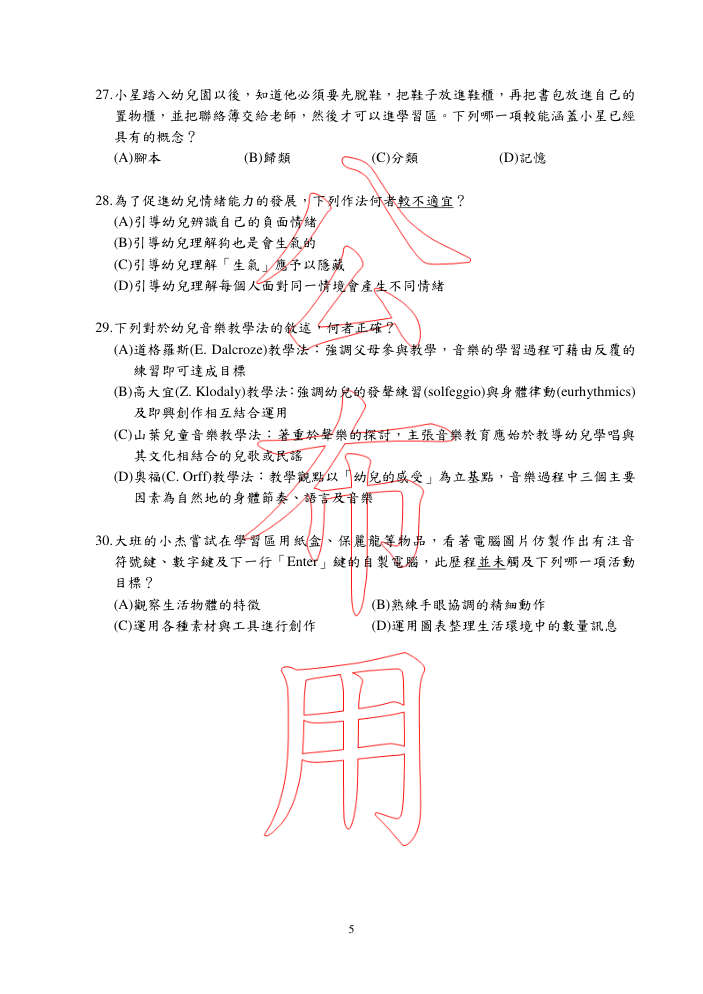 27.小星踏入幼兒園以後，知道他必須要先脫鞋，把鞋子放進鞋櫃，再把書包放進自己的
置物櫃，並把聯絡簿交給老師，然後才可以進學習區。下列哪一項較能涵蓋小星已經
具有的概念？
(A)腳本 (B)歸類 (C)分類 (D)記憶
28.為了促進幼兒情緒能力的發展，下列作法何者較不適宜？
(A)引導幼兒辨識自己的負面情緒
(B)引導幼兒理解狗也是會生氣的
(C)引導幼兒理解「生氣」應予以隱藏
(D)引導幼兒理解每個人面對同一情境會產生不同情緒
29.下列對於幼兒音樂教學法的敘述，何者正確？
(A)道格羅斯(E. Dalcroze)教學法：強調父母參與教學，音樂的學習過程可藉由反覆的
練習即可達成目標
(B)高大宜(Z. Klodaly)教學法：強調幼兒的發聲練習(solfeggio)與身體律動(eurhythmics)
及即興創作相互結合運用
(C)山葉兒童音樂教學法：著重於聲樂的探討，主張音樂教育應始於教導幼兒學唱與
其文化相結合的兒歌或民謠
(D)奧福(C. Orff)教學法：教學觀點以「幼兒的感受」為立基點，音樂過程中三個主要
因素為自然地的身體節奏、語言及音樂
30.大班的小杰嘗試在學習區用紙盒、保麗龍等物品，看著電腦圖片仿製作出有注音
符號鍵、數字鍵及下一行「Enter」鍵的自製電腦，此歷程並未觸及下列哪一項活動
目標？
(A)觀察生活物體的特徵 (B)熟練手眼協調的精細動作
(C)運用各種素材與工具進行創作 (D)運用圖表整理生活環境中的數量訊息
公
布
用
5